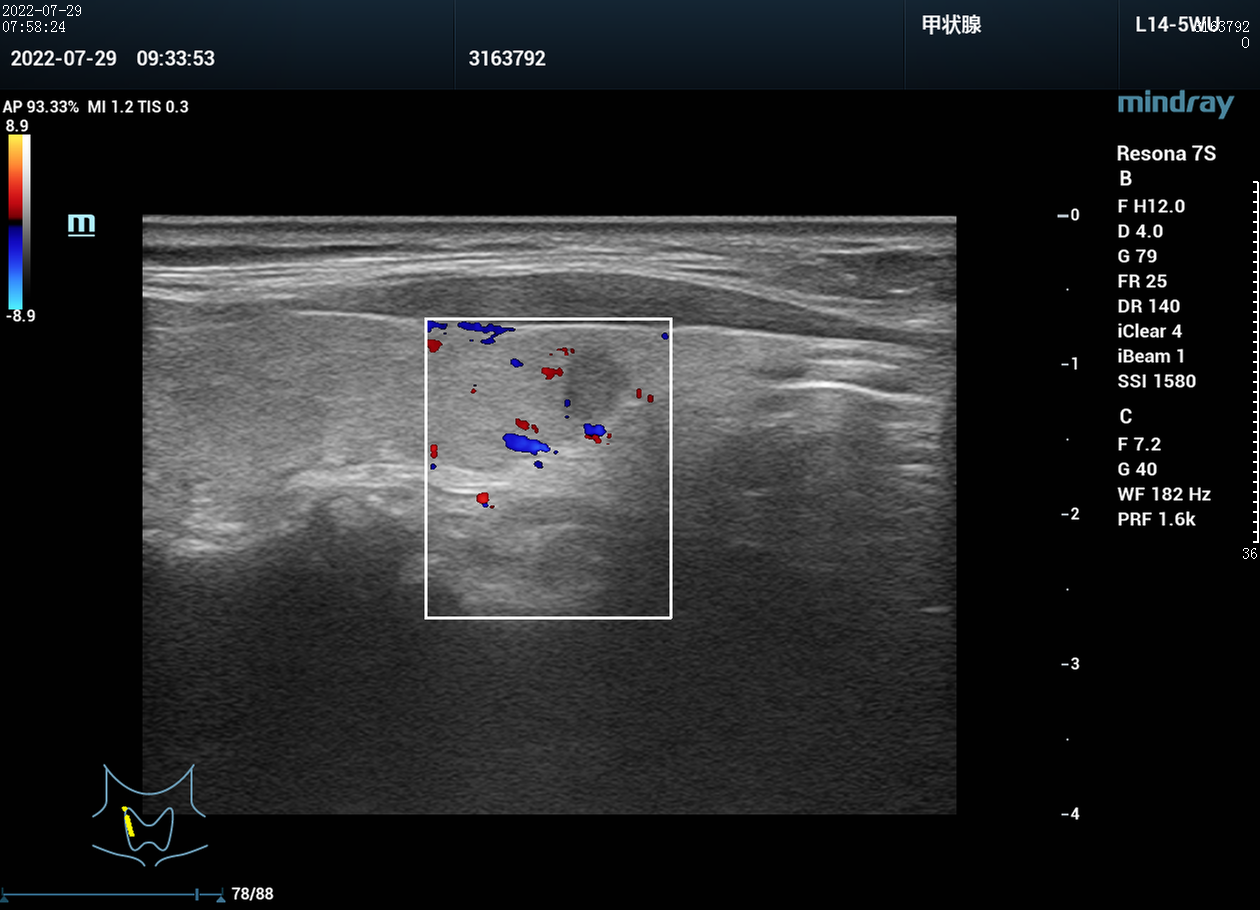 2022-07-29
07:58:24
甲状腺
L14-5WU
3163792
0
2022-07-29 09:33:53
3163792
AP 93.33% MI 1.2 TIS 0.3
8.9
-8.9
m
mindray
Resona 7S
B
F H12.0
D 4.0
G 79
FR 25
DR 140
iClear 4
iBeam 1
SSI 1580
C
F 7.2
G 40
WF 182 Hz
PRF 1.6k
0
-1
-2
-3
-4
36
78/88